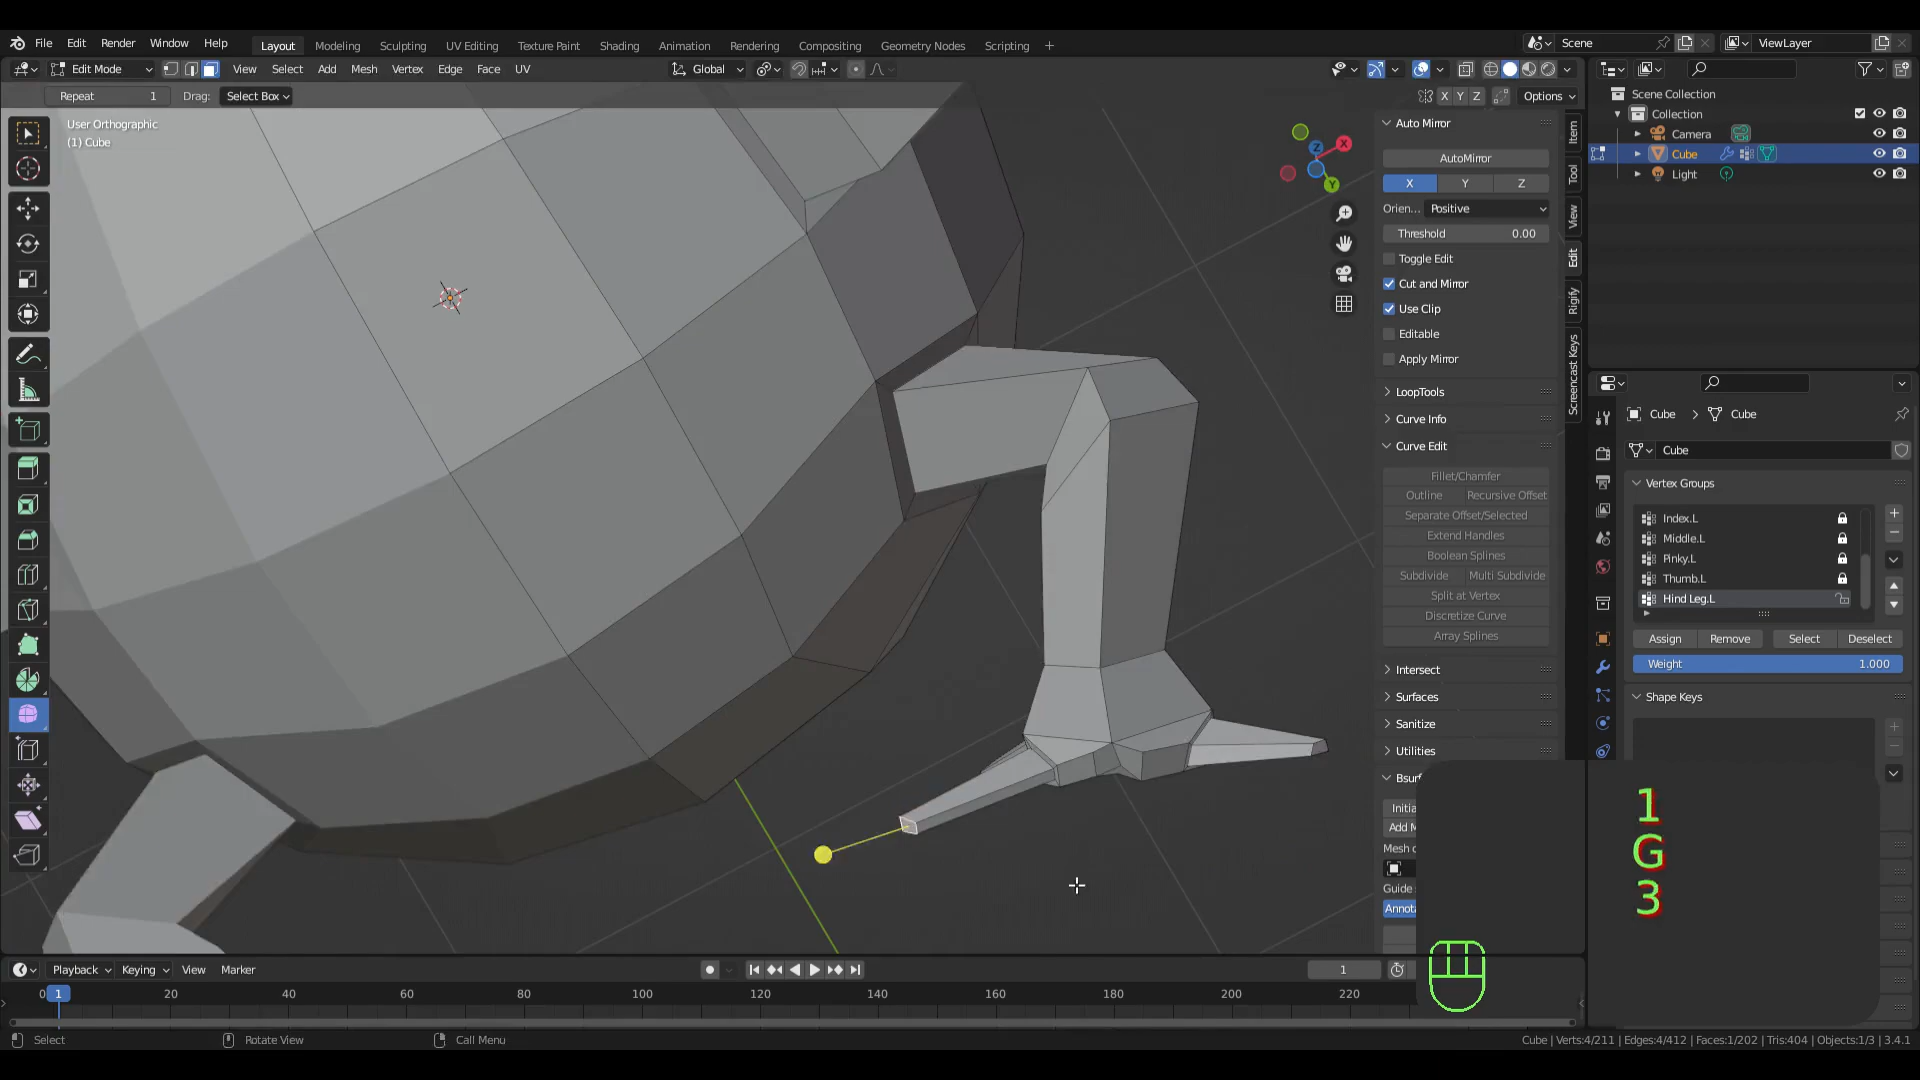 File Edit Render Window Help Layout Modeling Sculpting UV Editing Texture Paint Shading Animation Rendering Compositing Geometry Nodes Scripting + Scene ViewLayer
Edit Mode View Select Add Mesh Vertex Edge Face UV Global
Repeat 1 Drag: Select Box X Y Z Options
User Orthographic
(1) Cube
Z X Y
Auto Mirror
AutoMirror
X Y Z
Orien... Positive
Threshold 0.00
Toggle Edit
Cut and Mirror
Use Clip
Editable
Apply Mirror
LoopTools
Curve Info
Curve Edit
Fillet/Chamfer
Outline Recursive Offset
Separate Offset/Selected
Extend Handles
Boolean Splines
Subdivide Multi Subdivide
Split at Vertex
Discretize Curve
Array Splines
Intersect
Surfaces
Sanitize
Utilities
Bsurf
Initia
Add M
Mesh o
Guide
Annota
Item
Tool
View
Edit
Rigify
Screencast Keys
Scene Collection
Collection
Camera
Cube
Light
Cube > Cube
Cube
Vertex Groups
Index.L
Middle.L
Pinky.L
Thumb.L
Hind Leg.L
Assign Remove Select Deselect
Weight 1.000
Shape Keys
1
G
3
Playback Keying View Marker 1
0 1 20 40 60 80 100 120 140 160 180 200 220
Select Rotate View Call Menu Cube | Verts:4/211 | Edges:4/412 | Faces:1/202 | Tris:404 | Objects:1/3 | 3.4.1